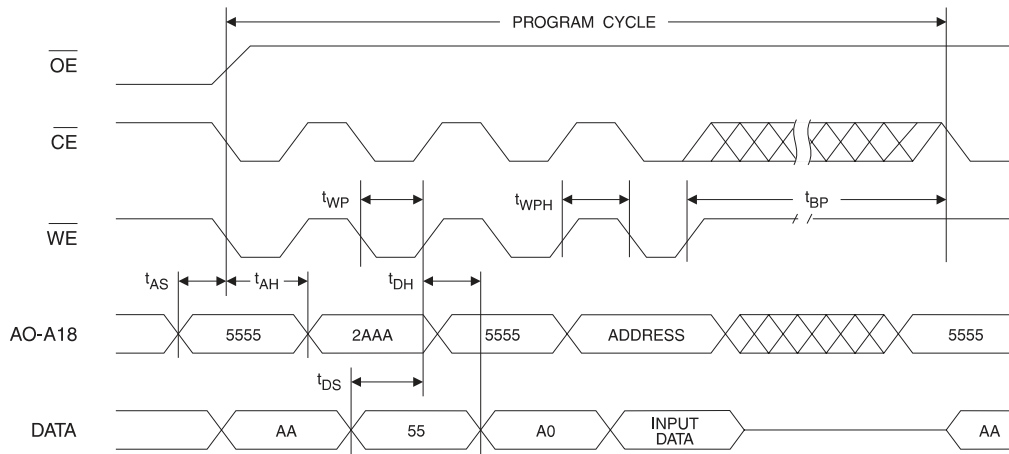 PROGRAM CYCLE
OE
CE
tWP
tWPH
tBP
WE
tAS
tAH
tDH
AO-A18
5555
2AAA
5555
ADDRESS
5555
tDS
DATA
AA
55
A0
INPUT
DATA
AA